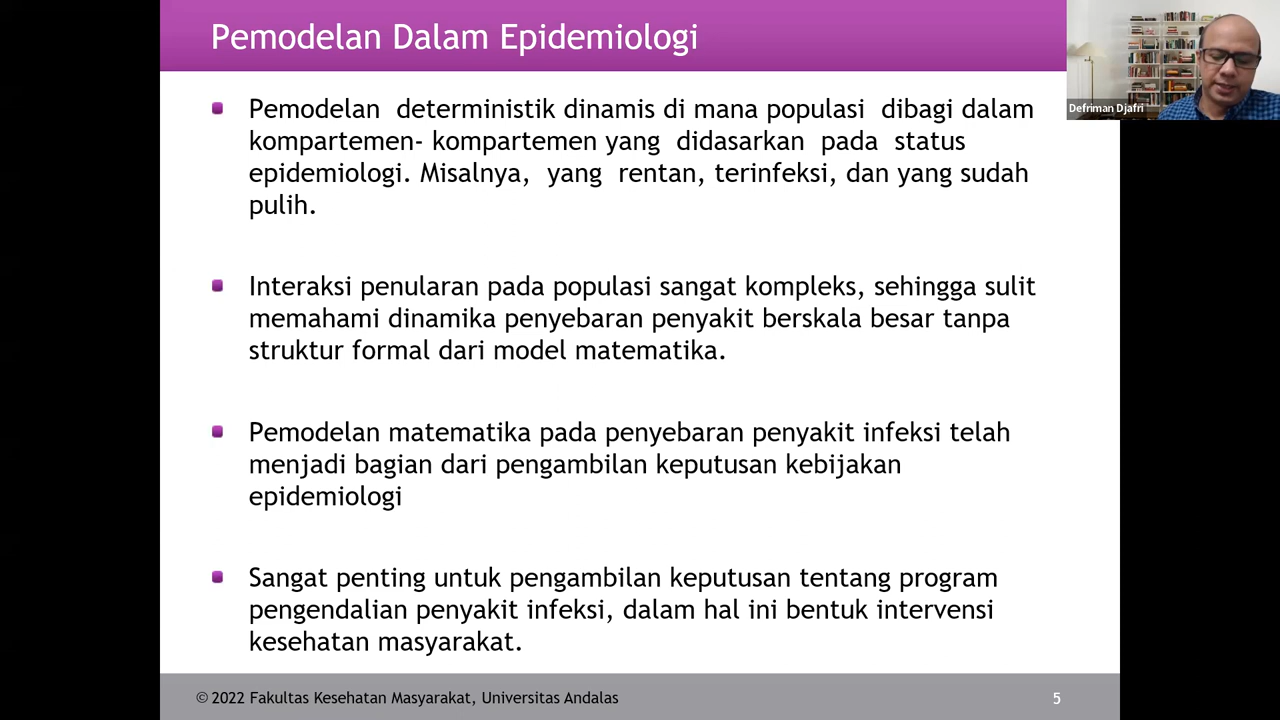 Pemodelan Dalam Epidemiologi
Defriman Djafri
Pemodelan deterministik dinamis di mana populasi dibagi dalam
kompartemen- kompartemen yang didasarkan pada status
epidemiologi. Misalnya, yang rentan, terinfeksi, dan yang sudah
pulih.
Interaksi penularan pada populasi sangat kompleks, sehingga sulit
memahami dinamika penyebaran penyakit berskala besar tanpa
struktur formal dari model matematika.
Pemodelan matematika pada penyebaran penyakit infeksi telah
menjadi bagian dari pengambilan keputusan kebijakan
epidemiologi
Sangat penting untuk pengambilan keputusan tentang program
pengendalian penyakit infeksi, dalam hal ini bentuk intervensi
kesehatan masyarakat.
© 2022 Fakultas Kesehatan Masyarakat, Universitas Andalas
5